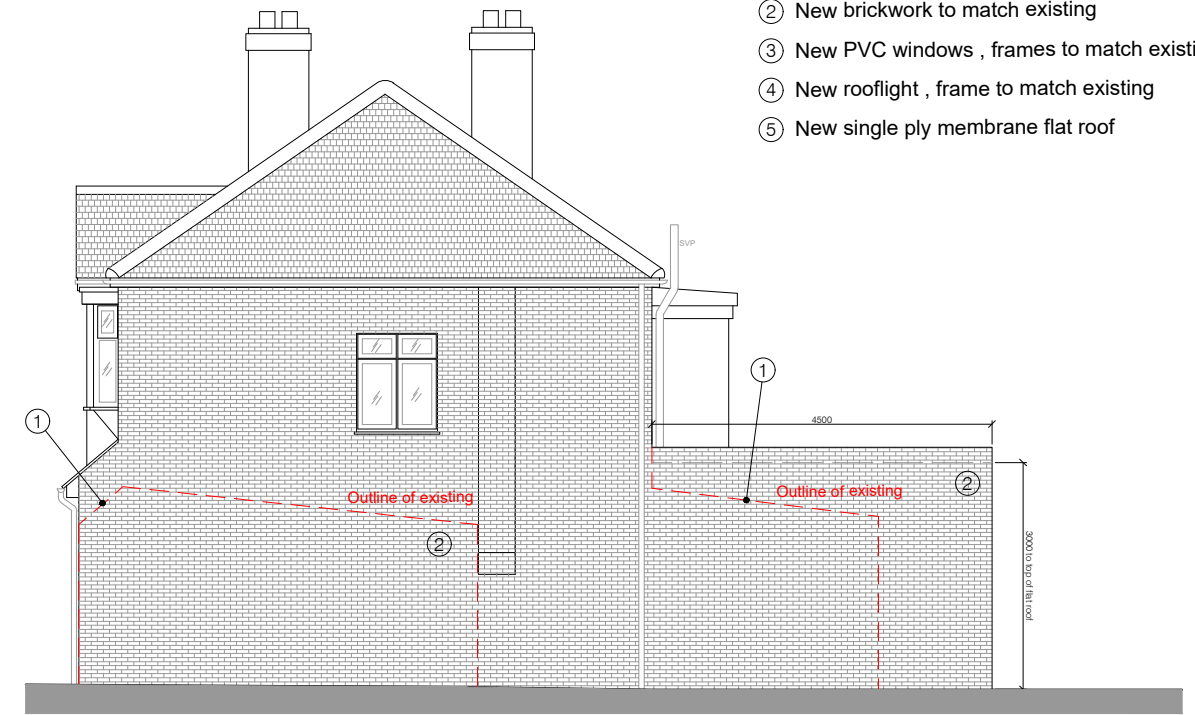 ② New brickwork to match existing
③ New PVC windows , frames to match existi
④ New rooflight , frame to match existing
⑤ New single ply membrane flat roof
SVP
①
4500
①
Outline of existing
Outline of existing
②
②
3000 to top of flat roof